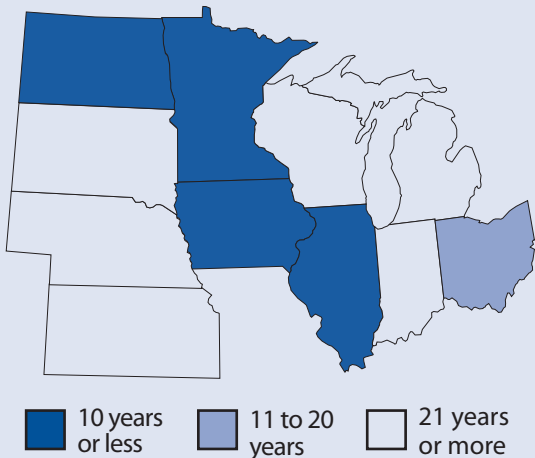 10 years
or less
11 to 20
years
21 years
or more